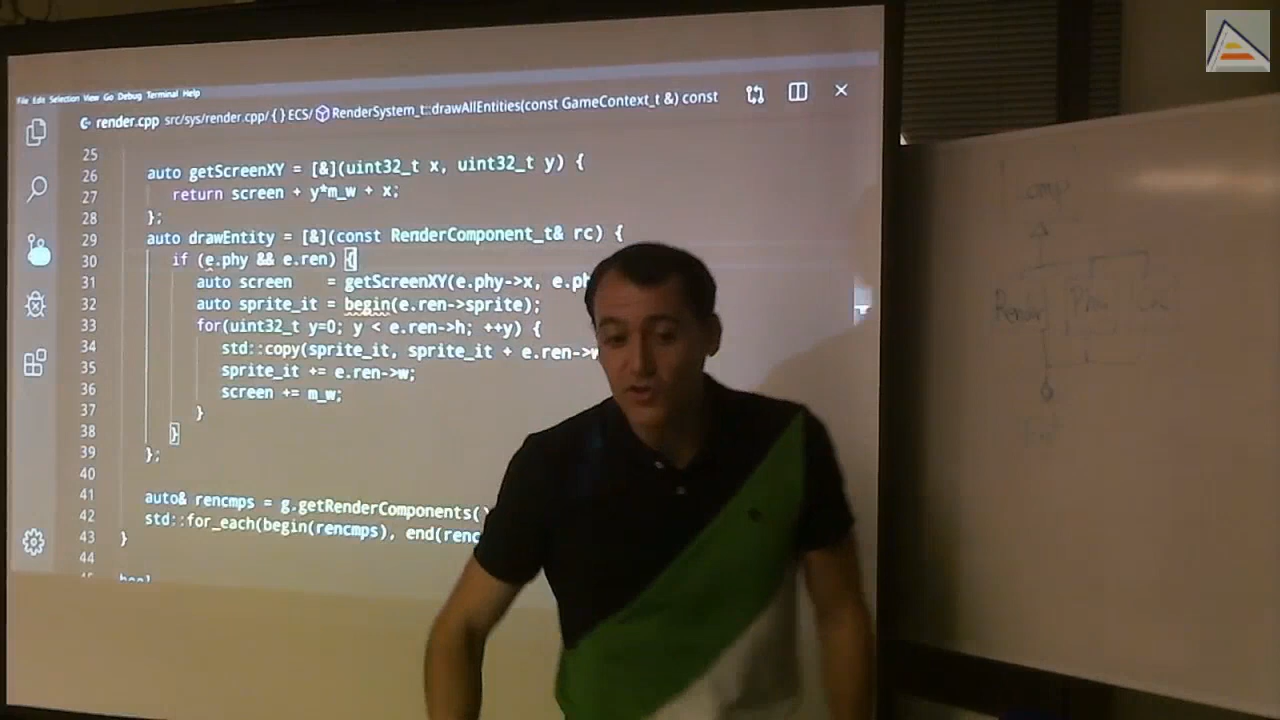 File Edit Selection View Go Debug Terminal Help
render.cpp src/sys/render.cpp/ { } ECS/ RenderSystem_t::drawAllEntities(const GameContext_t &) const
25
26 auto getScreenXY = [&](uint32_t x, uint32_t y) {
27 return screen + y*m_w + x;
28 };
29 auto drawEntity = [&](const RenderComponent_t& rc) {
30 if (e.phy && e.ren) {
31 auto screen = getScreenXY(e.phy->x, e.ph
32 auto sprite_it = begin(e.ren->sprite);
33 for(uint32_t y=0; y < e.ren->h; ++y) {
34 std::copy(sprite_it, sprite_it + e.ren->w
35 sprite_it += e.ren->w;
36 screen += m_w;
37 }
38 }
39 };
40
41 auto& rencmps = g.getRenderComponents()
42 std::for_each(begin(rencmps), end(renc
43 }
44
Render